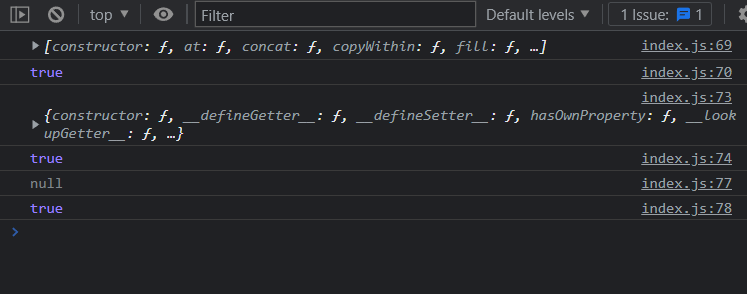 top ▼ Filter Default levels ▼ 1 Issue: 1
▶ [constructor: ƒ, at: ƒ, concat: ƒ, copyWithin: ƒ, fill: ƒ, …] index.js:69
true index.js:70
index.js:73
▶ {constructor: ƒ, __defineGetter__: ƒ, __defineSetter__: ƒ, hasOwnProperty: ƒ, __look
upGetter__: ƒ, …}
true index.js:74
null index.js:77
true index.js:78
>